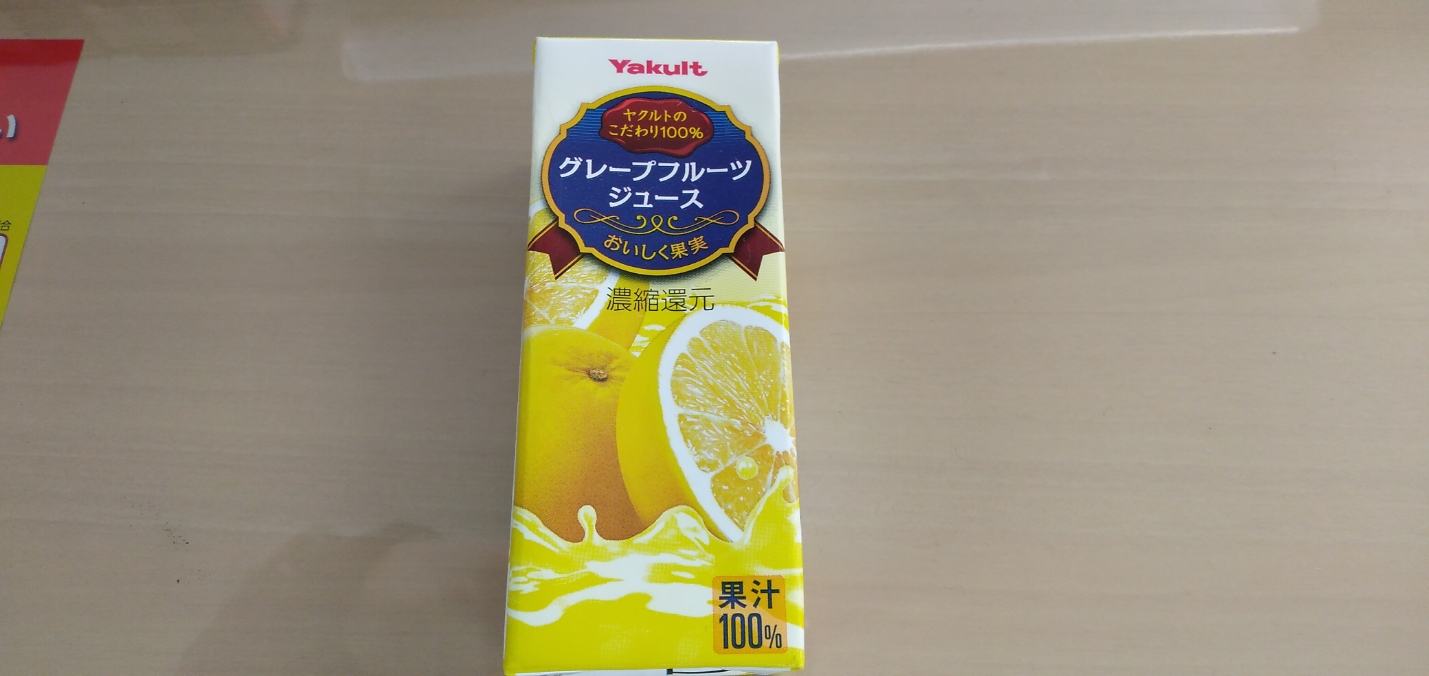 Yakult
ヤクルトの
こだわり100%
グレープフルーツ
ジュース
おいしく果実
濃縮還元
果汁
100%
い
合